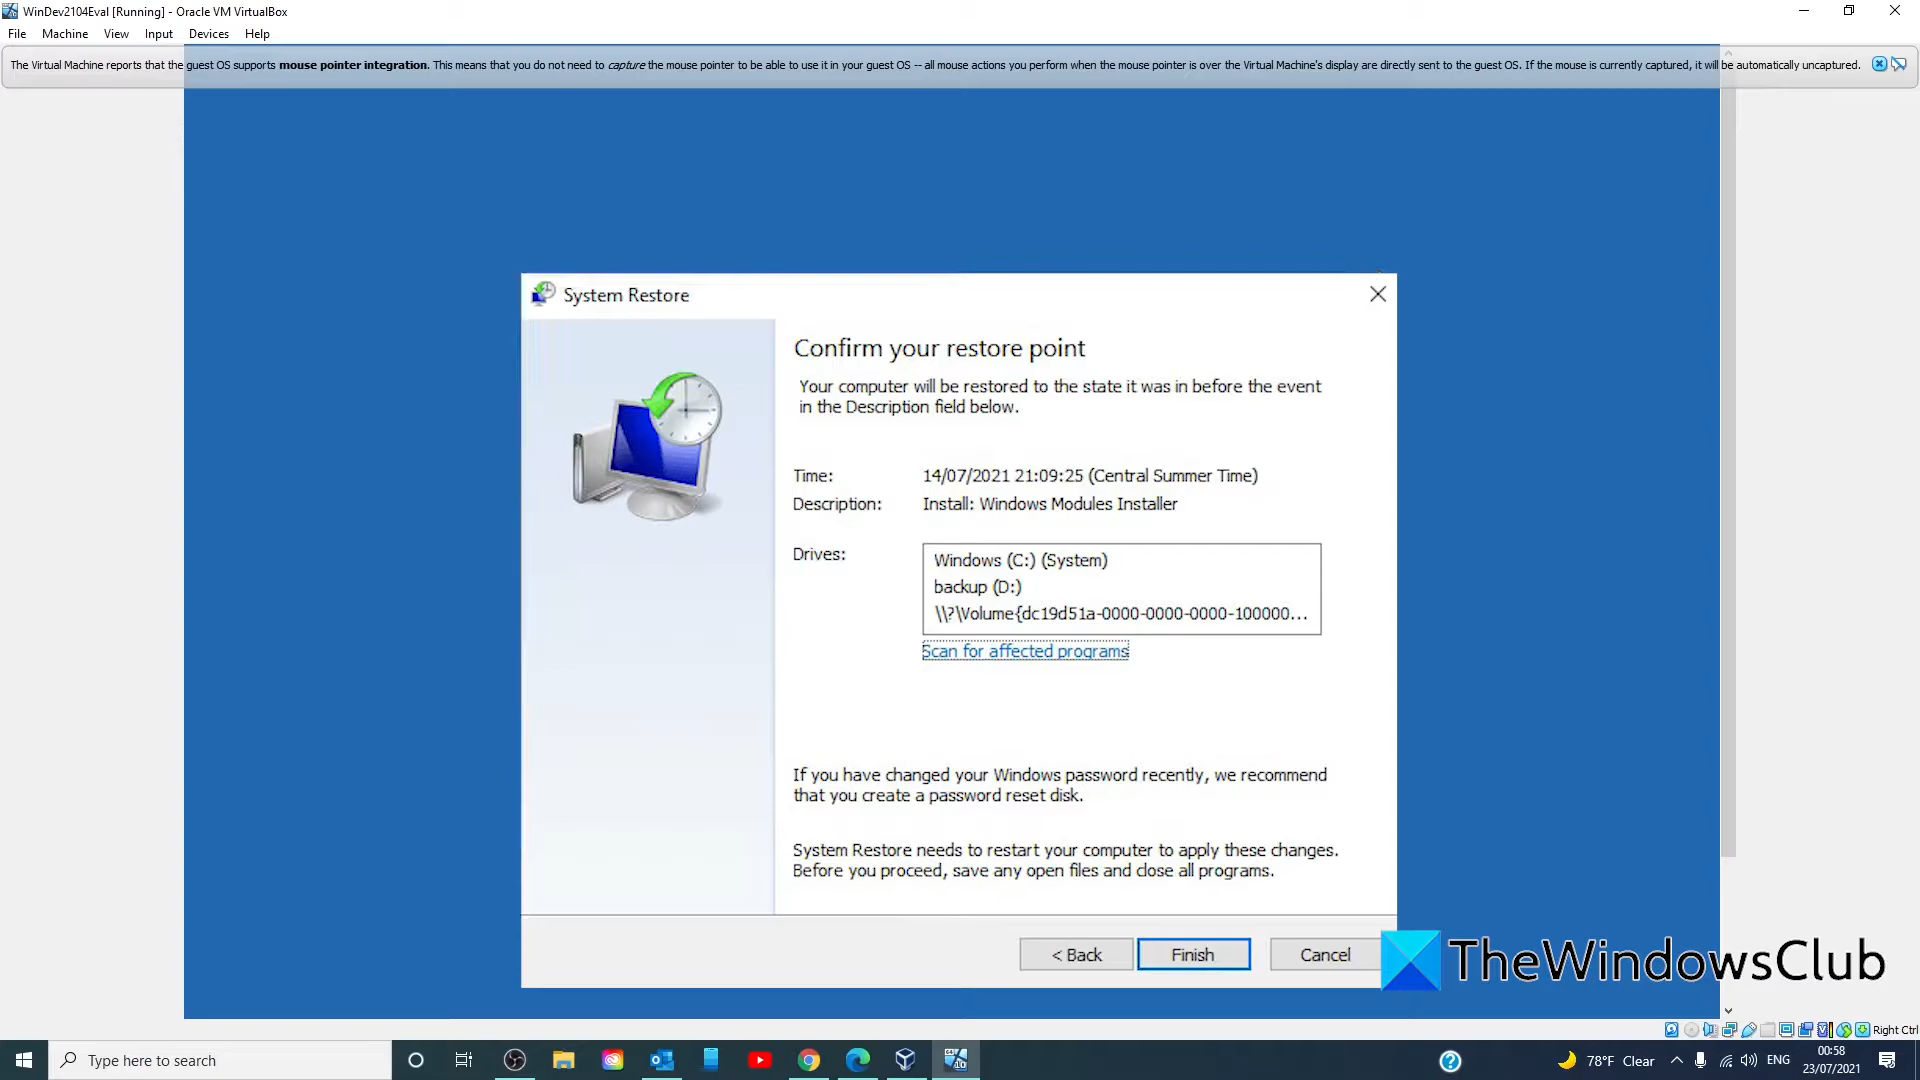 WinDev2104Eval [Running] - Oracle VM VirtualBox
File Machine View Input Devices Help
The Virtual Machine reports that the guest OS supports mouse pointer integration. This means that you do not need to capture the mouse pointer to be able to use it in your guest OS -- all mouse actions you perform when the mouse pointer is over the Virtual Machine's display are directly sent to the guest OS. If the mouse is currently captured, it will be automatically uncaptured.
System Restore
Confirm your restore point
Your computer will be restored to the state it was in before the event
in the Description field below.
Time: 14/07/2021 21:09:25 (Central Summer Time)
Description: Install: Windows Modules Installer
Drives:
Windows (C:) (System)
backup (D:)
\\?\Volume{dc19d51a-0000-0000-0000-100000...
Scan for affected programs
If you have changed your Windows password recently, we recommend
that you create a password reset disk.
System Restore needs to restart your computer to apply these changes.
Before you proceed, save any open files and close all programs.
< Back Finish Cancel
TheWindowsClub
Right Ctrl
Type here to search
78°F Clear
ENG
00:58
23/07/2021